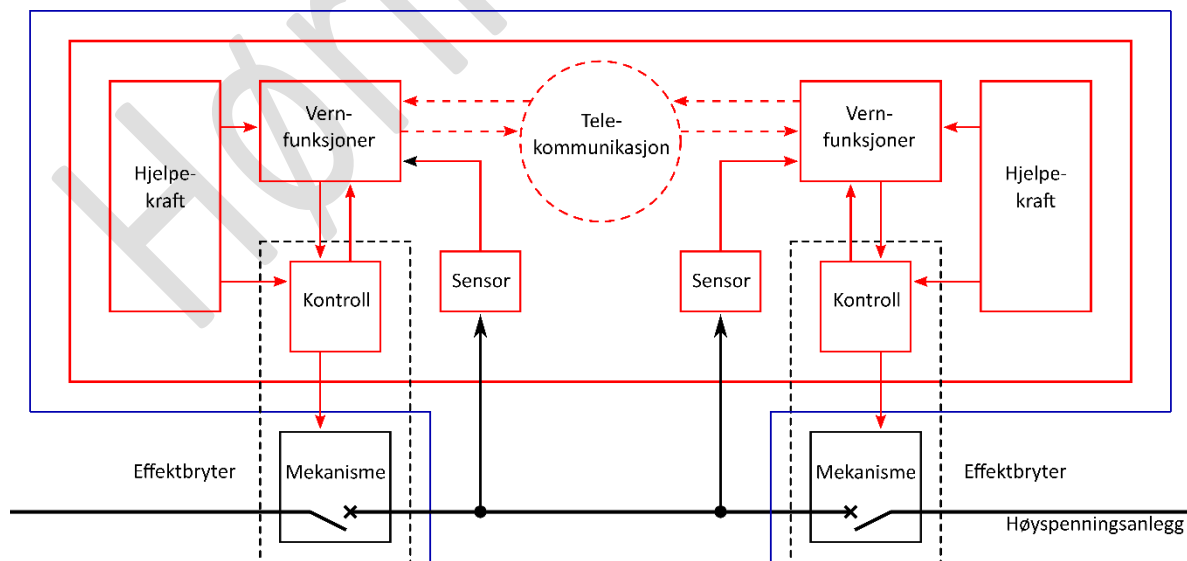 Vern-
funksjoner
Tele-
kommunikasjon
Vern-
funksjoner
Hjelpe-
kraft
Hjelpe-
kraft
Kontroll
Sensor
Sensor
Kontroll
Effektbryter
Mekanisme
Mekanisme
Effektbryter
Høyspenningsanlegg